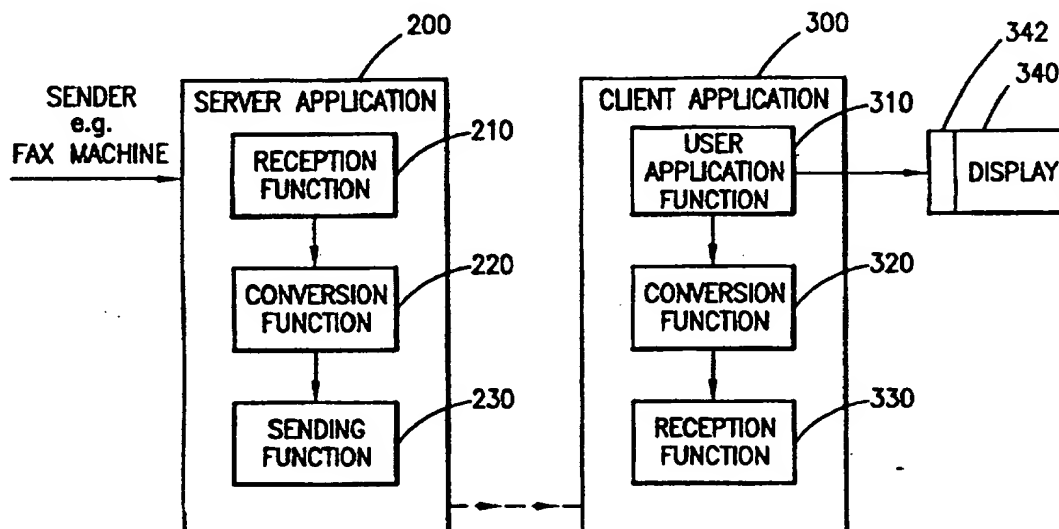 200
300
342
340
SENDER
e.g.
FAX MACHINE
SERVER APPLICATION
210
RECEPTION
FUNCTION
220
CONVERSION
FUNCTION
230
SENDING
FUNCTION
CLIENT APPLICATION
310
USER
APPLICATION
FUNCTION
DISPLAY
320
CONVERSION
FUNCTION
330
RECEPTION
FUNCTION